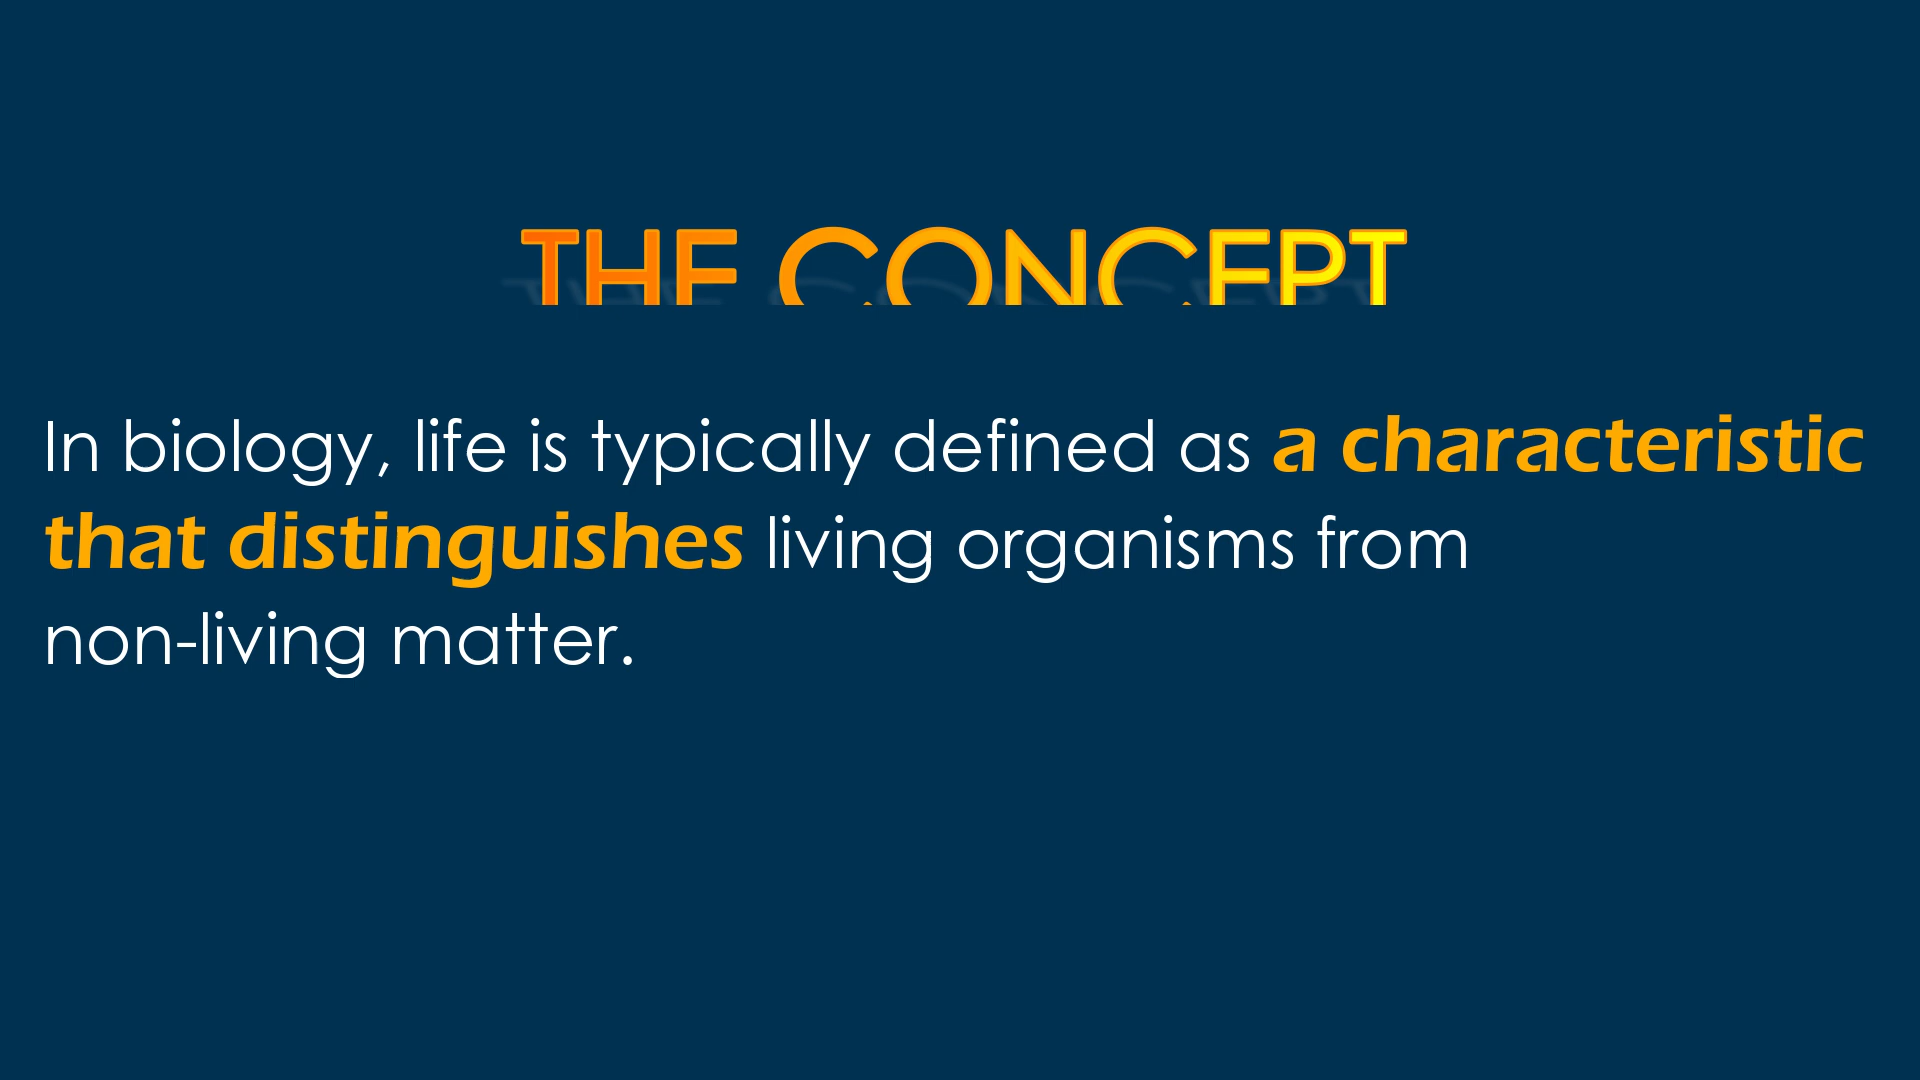 THE CONCEPT
In biology, life is typically defined as a characteristic
that distinguishes living organisms from
non-living matter.